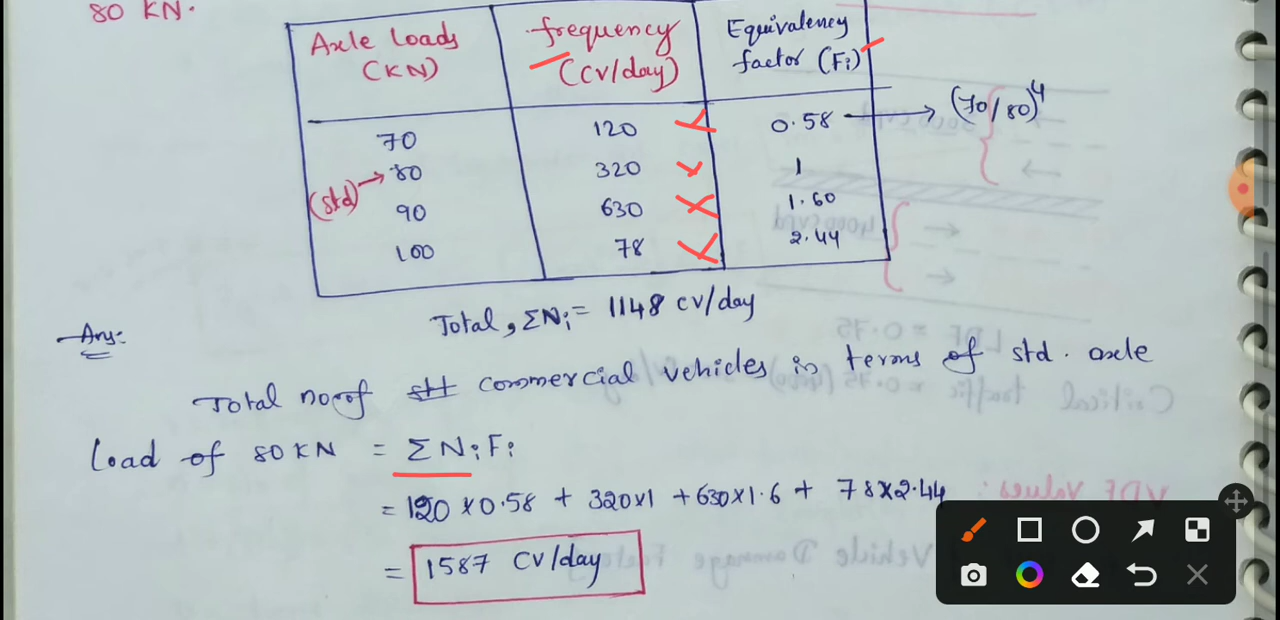 80 KN.
Axle loads (KN) frequency (CV/day) Equivalency factor (Fi)
70 120 0.58 → (70/80)^4
(std) → 80 320 1
90 630 1.60
100 78 2.44
Total, ΣNi = 1148 CV/day
Ans:
Total no of commercial vehicles in terms of std. axle
load of 80 KN = ΣNiFi
= 120 x 0.58 + 320x1 + 630x1.6 + 78x2.44
= 1587 CV/day